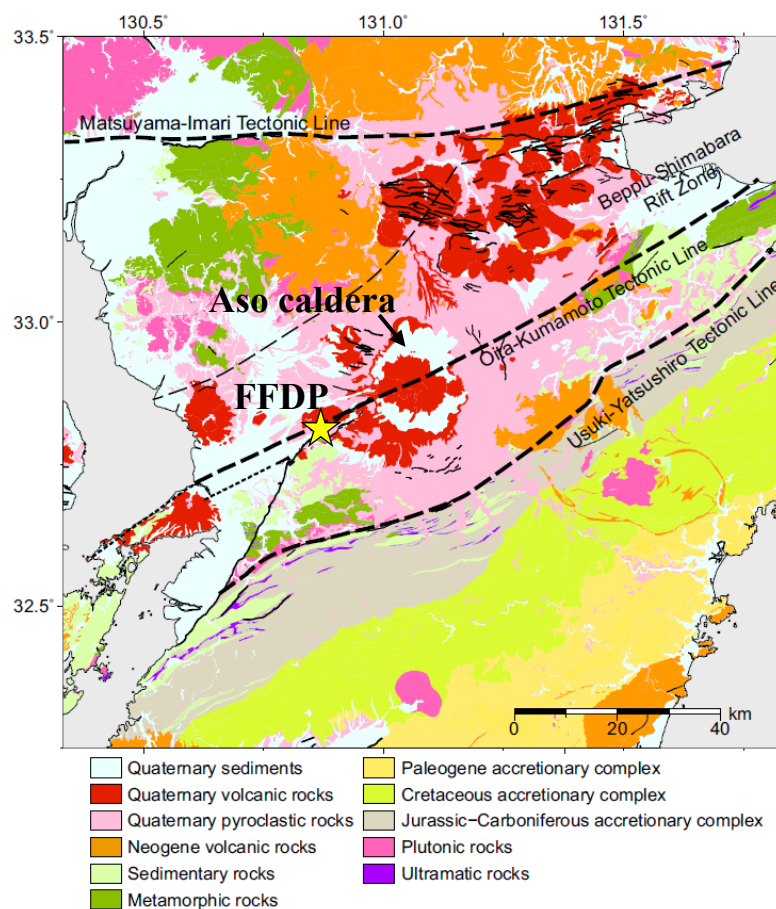 130.5
131.0
131.5
33.5
Matsuyama-Imari Tectonic Line
Beppu-Shimabara
Rift Zone
Aso caldera
33.0
Oita-Kumamoto Tectonic Line
FFDP
Usuki-Yatsushiro Tectonic Line
32.5
km
0 20 40
Quaternary sediments
Quaternary volcanic rocks
Quaternary pyroclastic rocks
Neogene volcanic rocks
Sedimentary rocks
Metamorphic rocks
Paleogene accretionary complex
Cretaceous accretionary complex
Jurassic−Carboniferous accretionary complex
Plutonic rocks
Ultramatic rocks